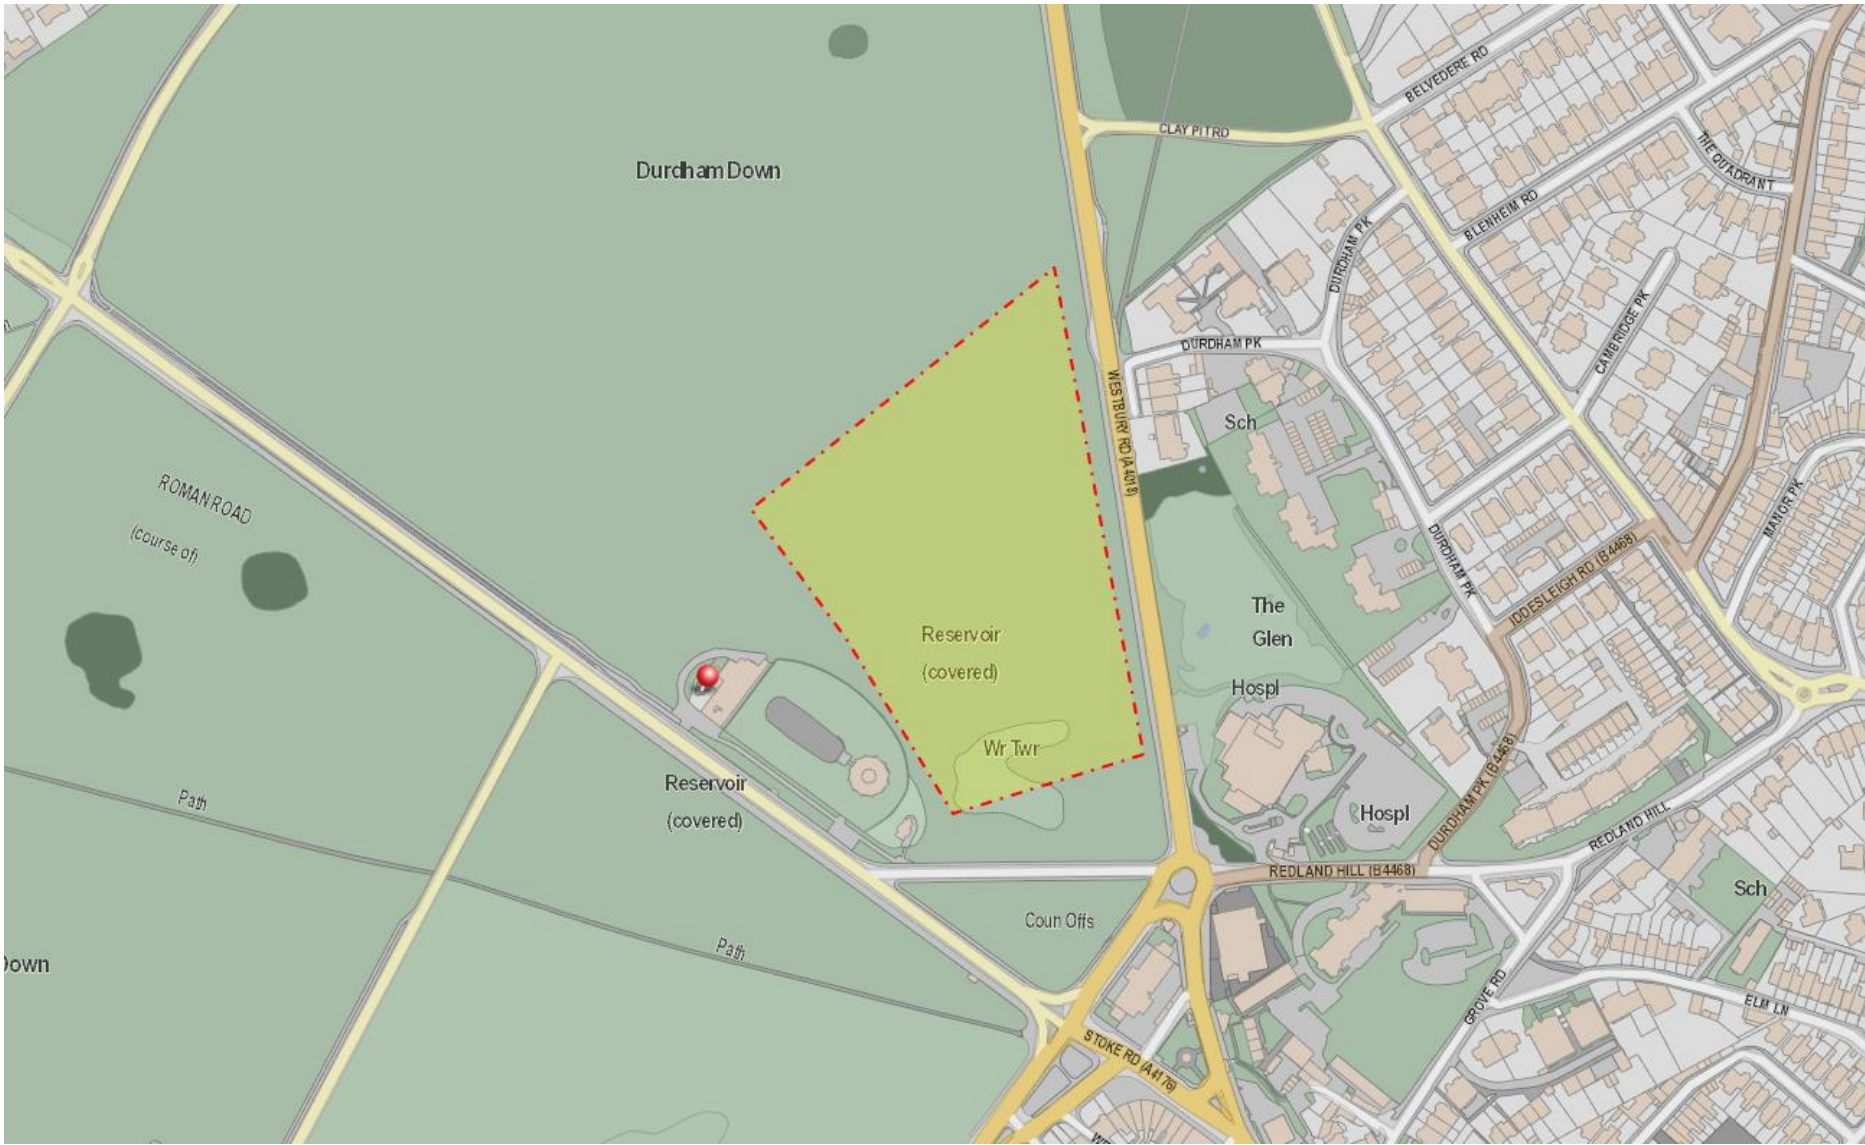 BELVEDERE RD
CLAY PIT RD
Durdham Down
THE QUADRANT
BLENHEIM RD
DURDHAM PK
CAMBRIDGE PK
DURDHAM PK
WESTBURY RD (A4018)
Sch
ROMAN ROAD
(course of)
MANOR PK
DURDHAM PK
IDDESLEIGH RD (B4468)
The
Glen
Reservoir
(covered)
Hospl
Wr Twr
Reservoir
(covered)
Path
Hospl
DURDHAM PK (B4468)
REDLAND HILL
REDLAND HILL (B4468)
Sch
Coun Offs
Path
Down
GROVE RD
ELM LN
STOKE RD (A4176)